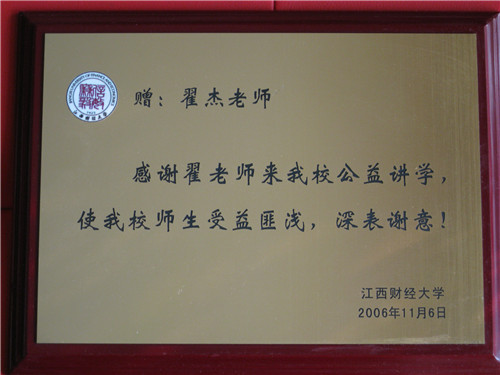 赠：翟杰老师
感谢翟老师来我校公益讲学，
使我校师生受益匪浅，深表谢意！
江西财经大学
2006年11月6日